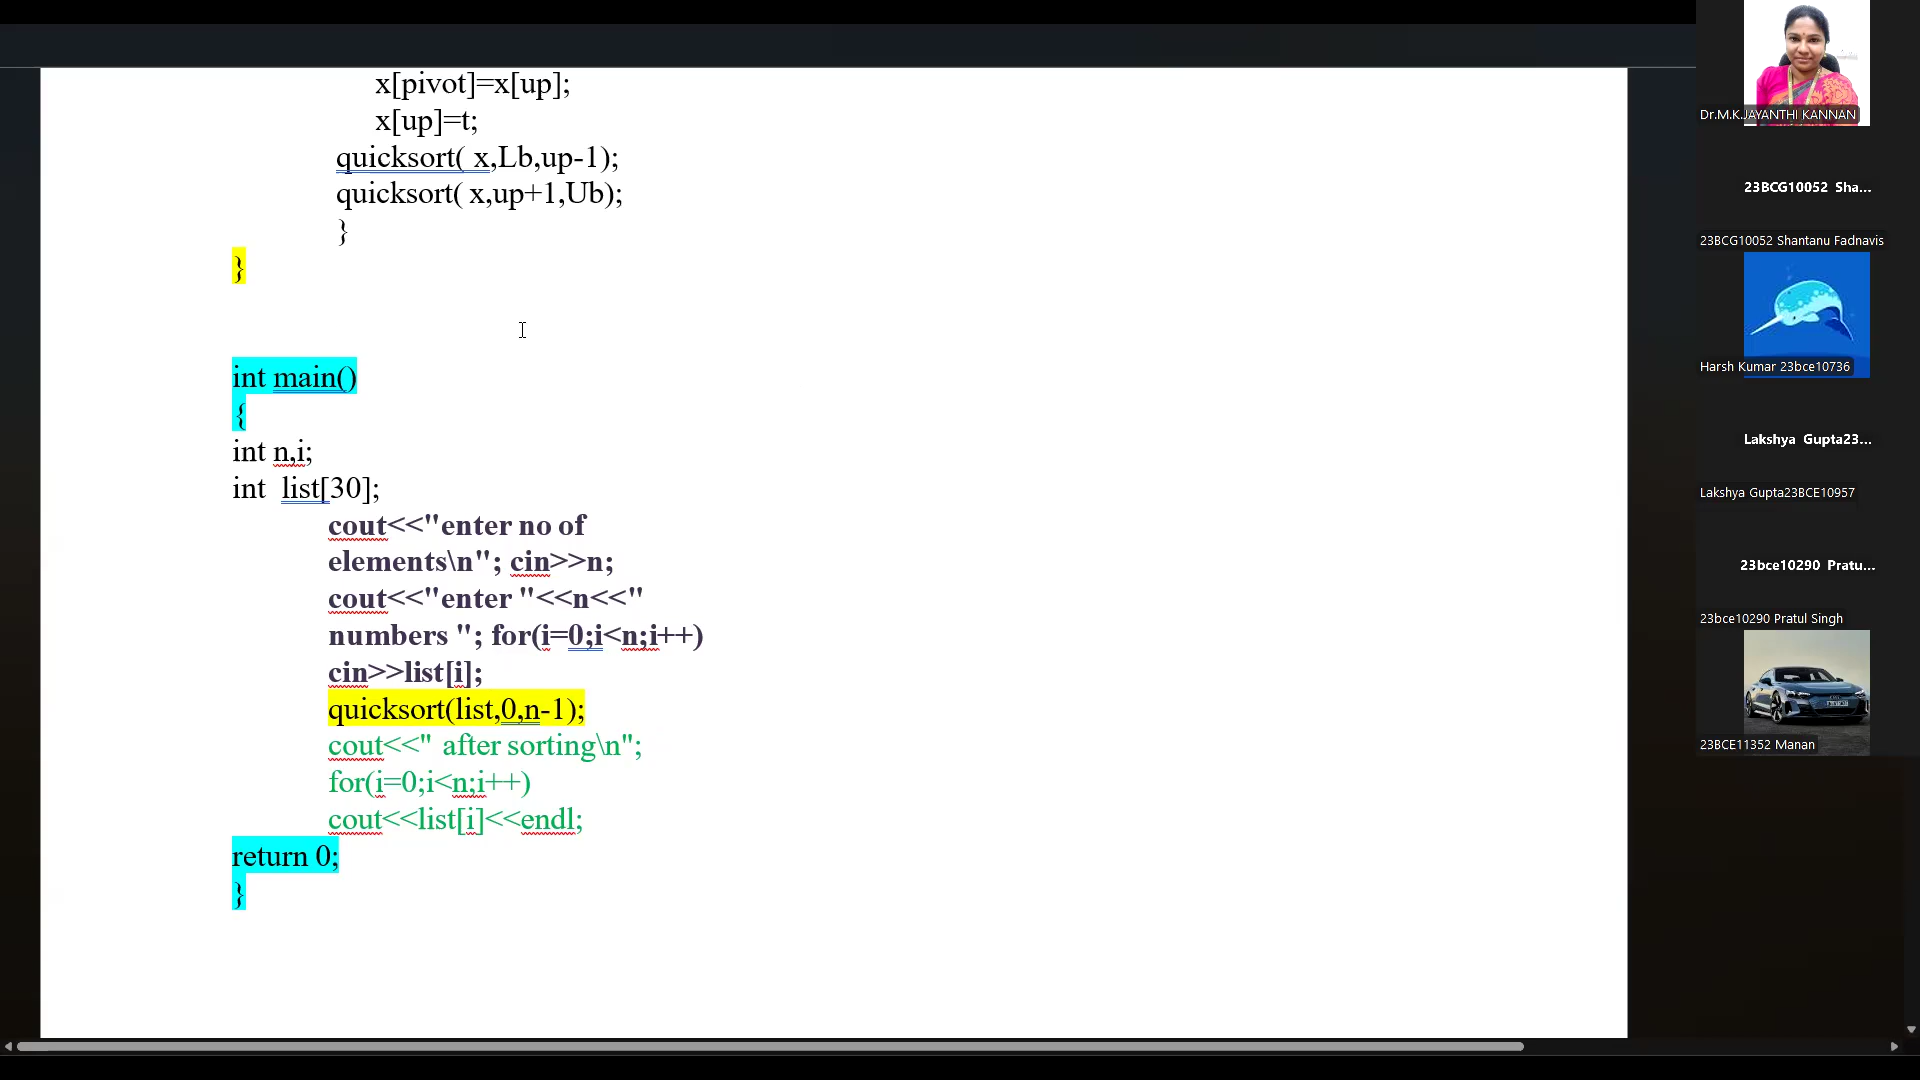 x[pivot]=x[up];
x[up]=t;
quicksort( x,Lb,up-1);
quicksort( x,up+1,Ub);
}
}
int main()
{
int n,i;
int list[30];
cout<<"enter no of
elements\n"; cin>>n;
cout<<"enter "<<n<<"
numbers "; for(i=0;i<n;i++)
cin>>list[i];
quicksort(list,0,n-1);
cout<<" after sorting\n";
for(i=0;i<n;i++)
cout<<list[i]<<endl;
return 0;
}
Dr.M.K.JAYANTHI KANNAN
23BCG10052 Sha...
23BCG10052 Shantanu Fadnavis
Harsh Kumar 23bce10736
Lakshya Gupta23...
Lakshya Gupta23BCE10957
23bce10290 Pratu...
23bce10290 Pratul Singh
23BCE11352 Manan